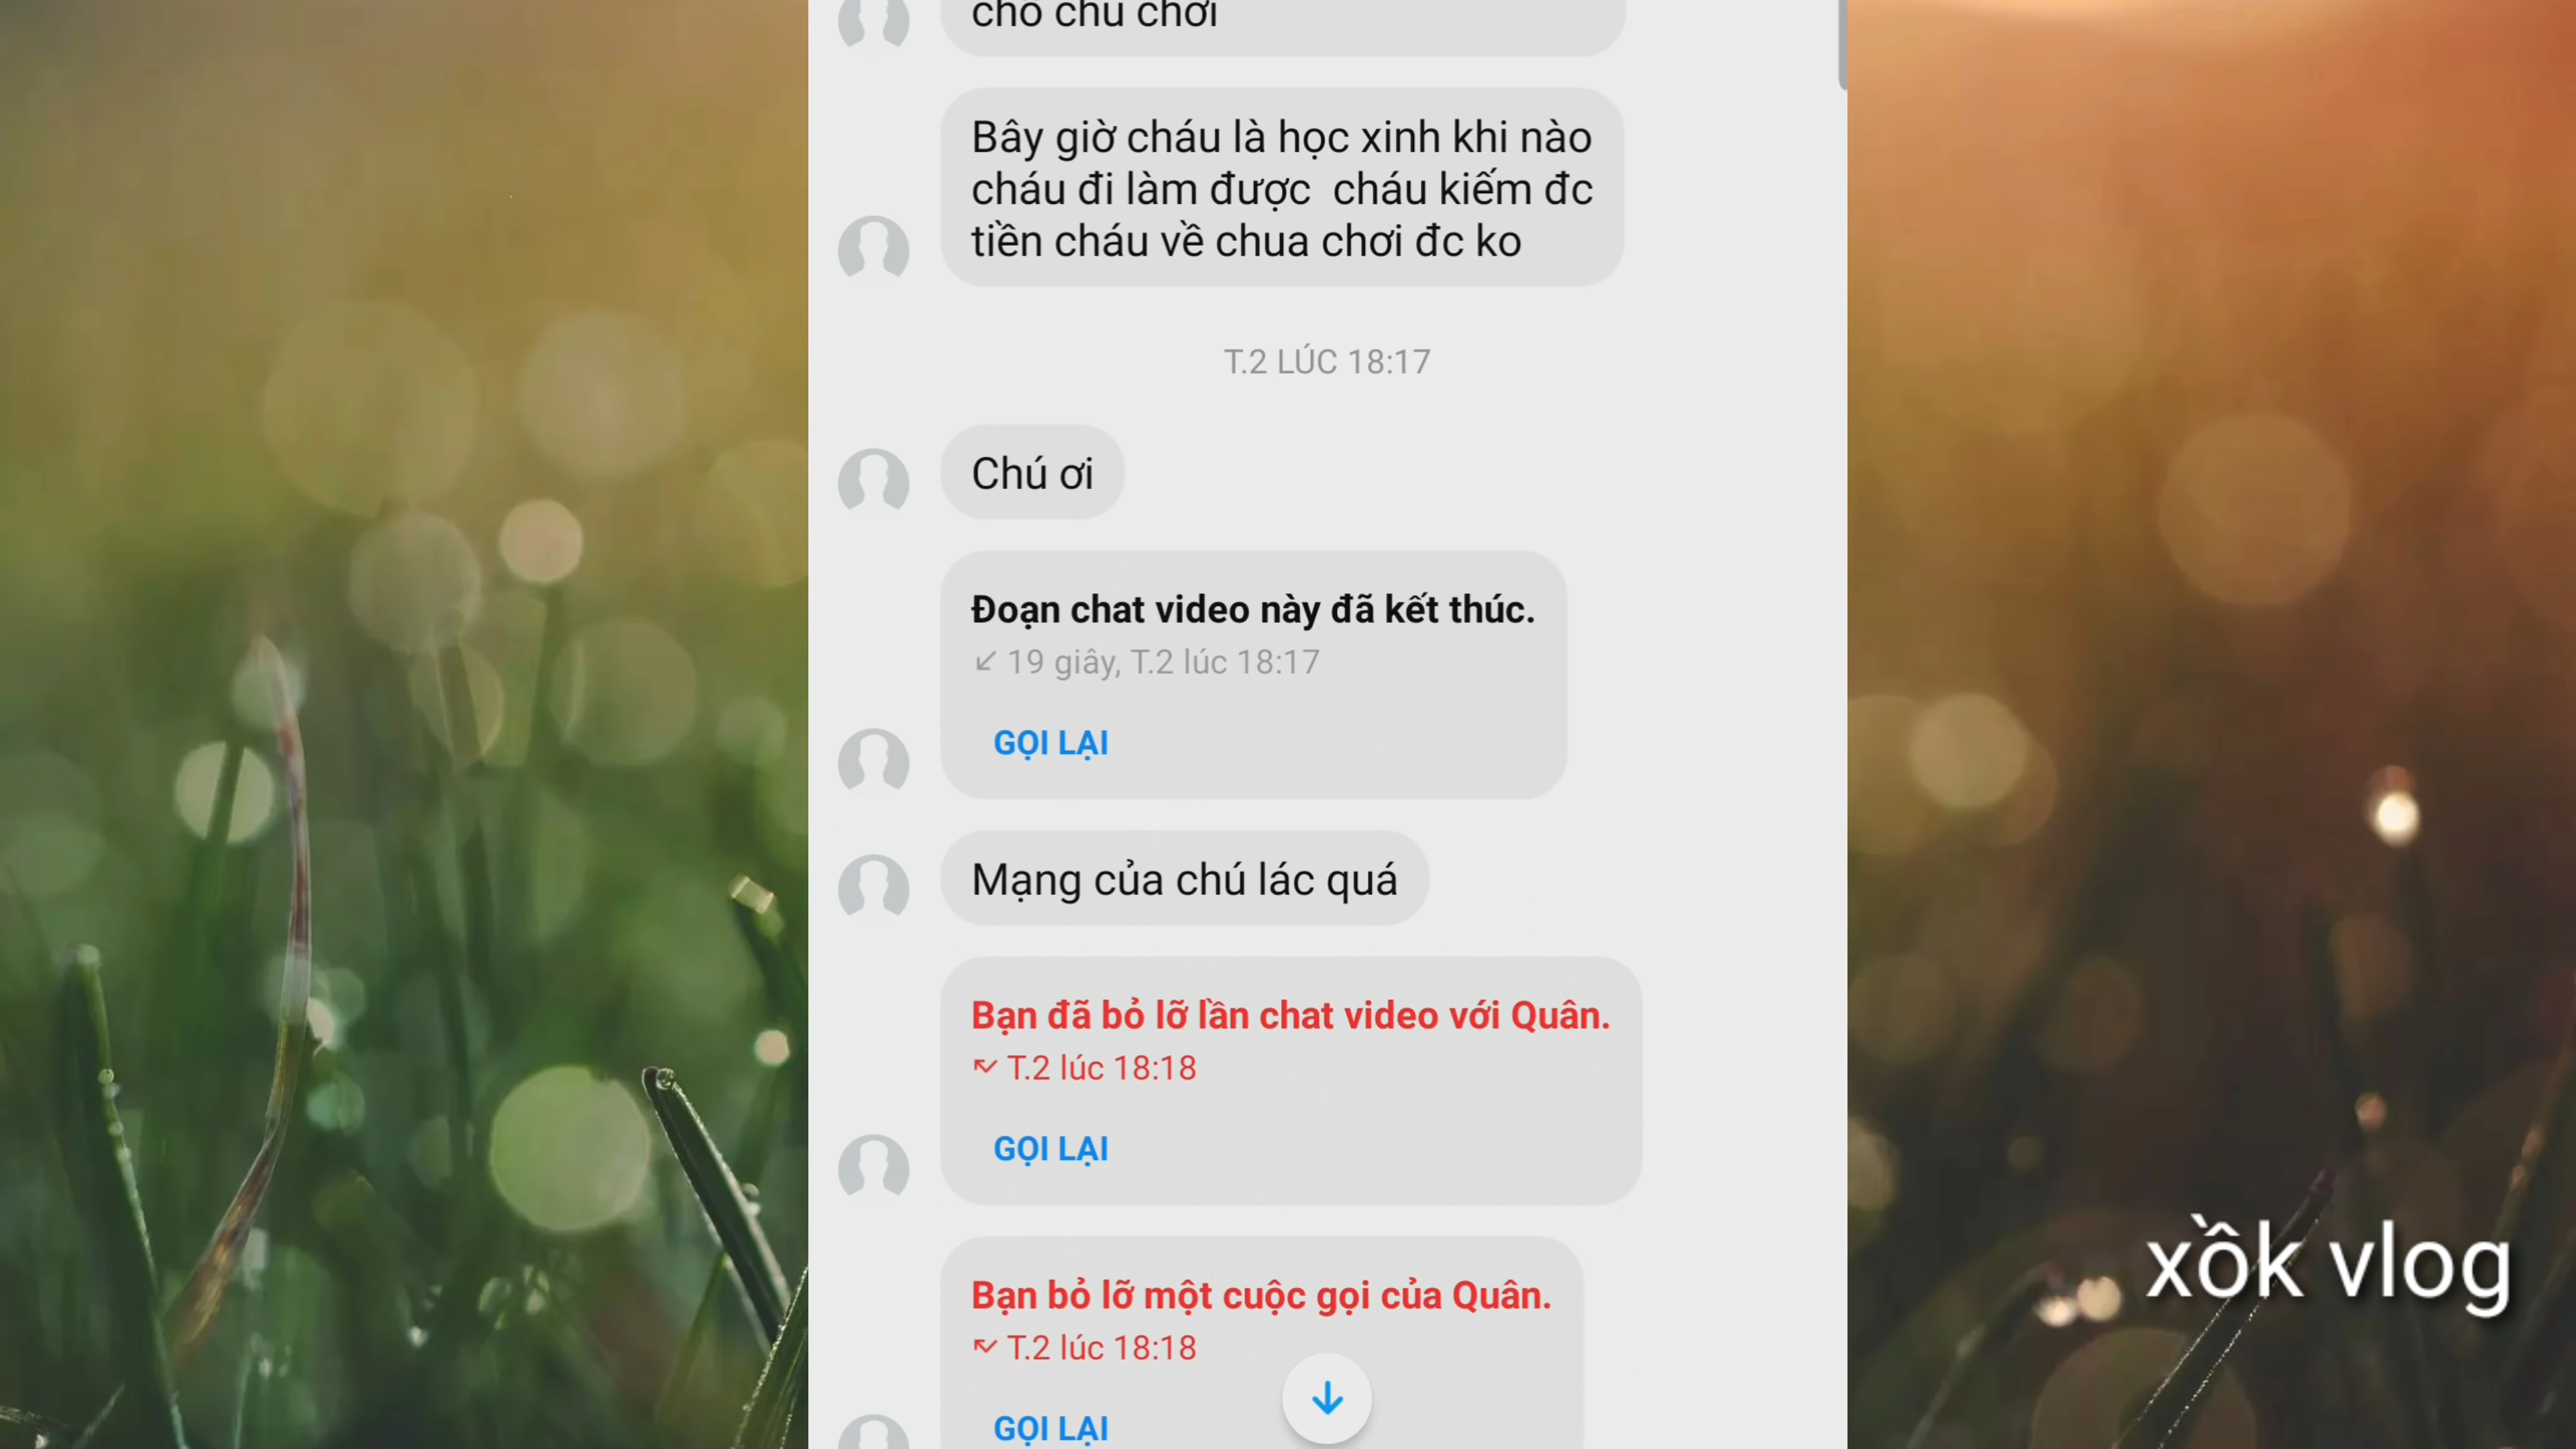 cho chú chơi
Bây giờ cháu là học xinh khi nào
cháu đi làm được  cháu kiếm đc
tiền cháu về chua chơi đc ko
T.2 LÚC 18:17
Chú ơi
Đoạn chat video này đã kết thúc.
19 giây, T.2 lúc 18:17
GỌI LẠI
Mạng của chú lác quá
Bạn đã bỏ lỡ lần chat video với Quân.
T.2 lúc 18:18
GỌI LẠI
Bạn bỏ lỡ một cuộc gọi của Quân.
T.2 lúc 18:18
GỌI LẠI
xồk vlog